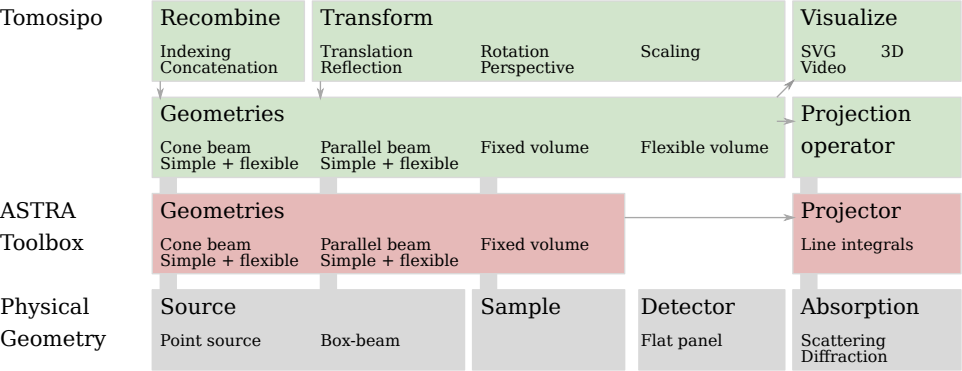 Tomosipo
Recombine
Transform
Visualize
Indexing
Concatenation
Translation
Reflection
Rotation
Perspective
Scaling
SVG 3D
Video
Geometries
Projection
operator
Cone beam
Simple + flexible
Parallel beam
Simple + flexible
Fixed volume
Flexible volume
ASTRA
Toolbox
Geometries
Cone beam
Simple + flexible
Parallel beam
Simple + flexible
Fixed volume
Projector
Line integrals
Physical
Geometry
Source
Point source
Box-beam
Sample
Detector
Flat panel
Absorption
Scattering
Diffraction